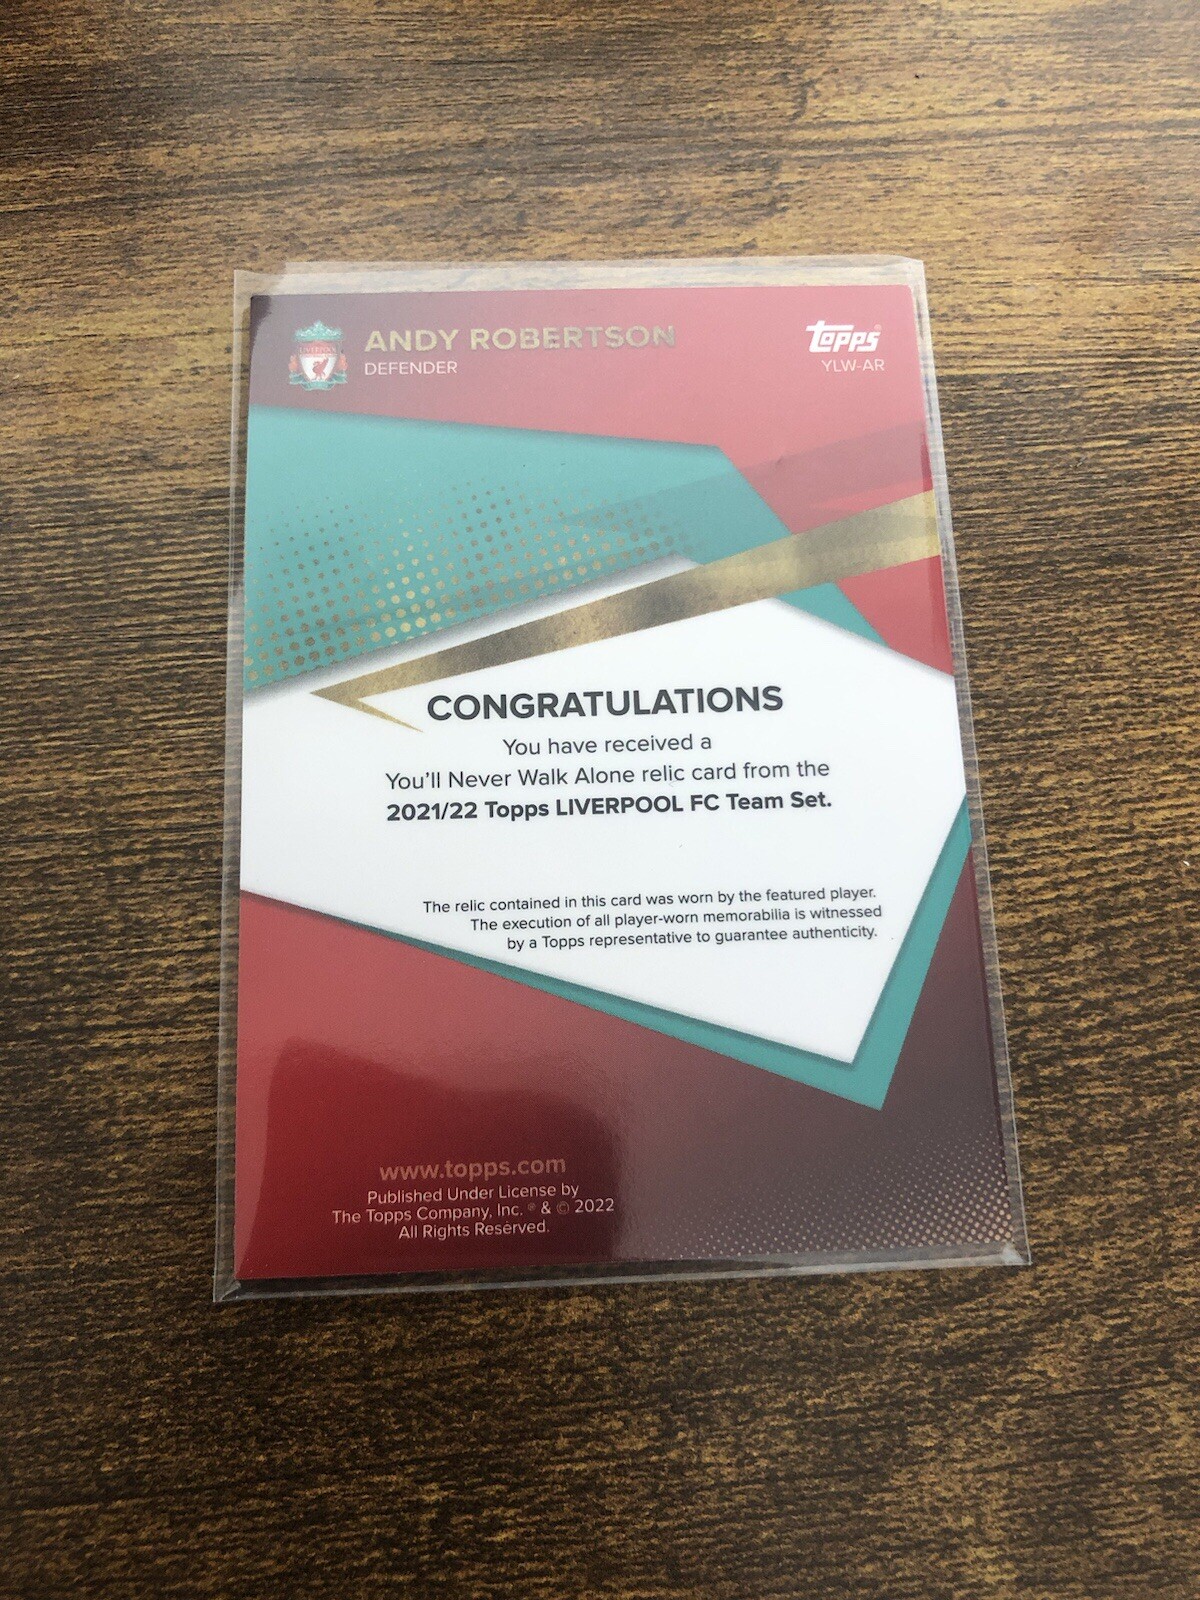 LIVERPOOL
ANDY ROBERTSON
DEFENDER
Topps®
YLW-AR
CONGRATULATIONS
You have received a
You'll Never Walk Alone relic card from the
2021/22 Topps LIVERPOOL FC Team Set.
The relic contained in this card was worn by the featured player.
The execution of all player-worn memorabilia is witnessed
by a Topps representative to guarantee authenticity.
www.topps.com
Published Under License by
The Topps Company, Inc. ® & © 2022
All Rights Reserved.